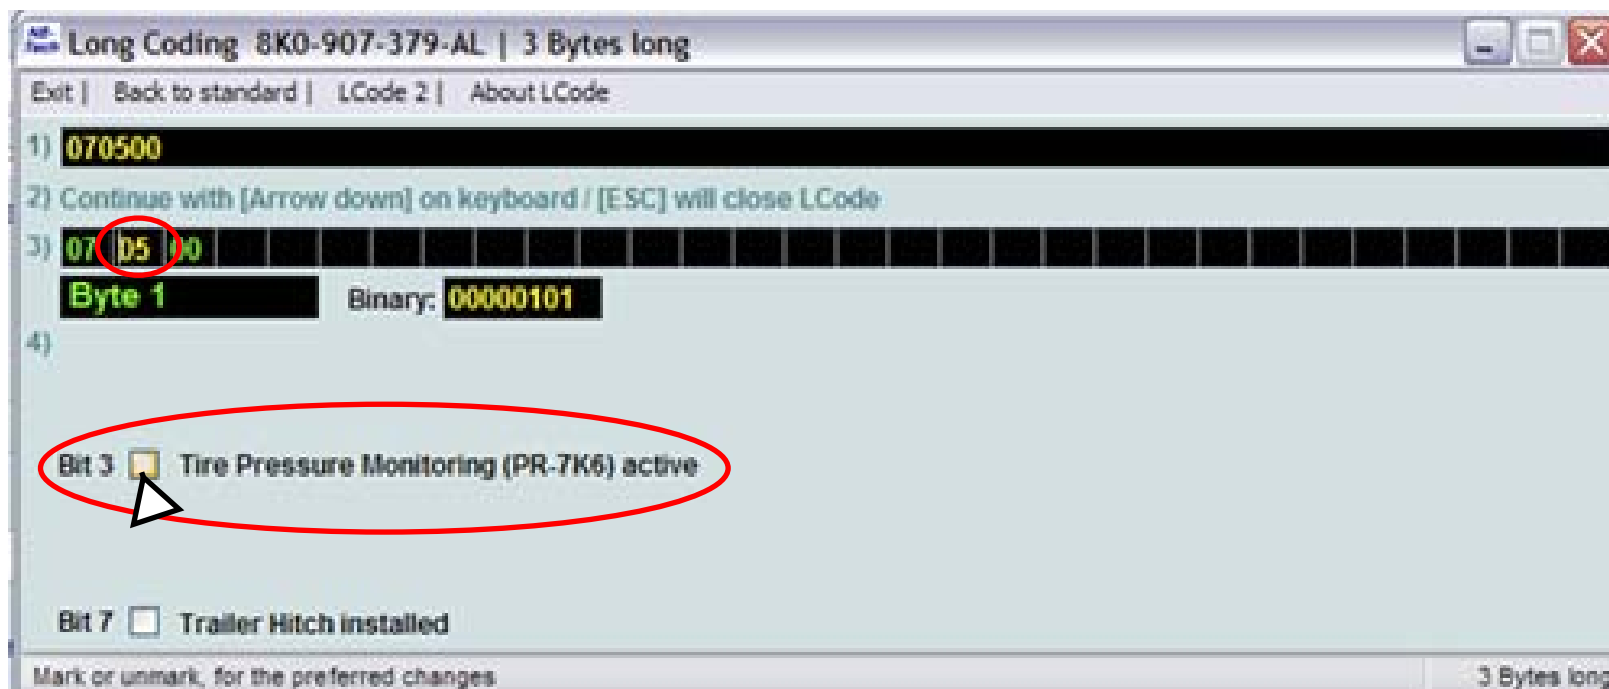 Long Coding 8K0-907-379-AL | 3 Bytes long
Exit | Back to standard | LCode 2 | About LCode
1) 070500
2) Continue with [Arrow down] on keyboard / [ESC] will close LCode
3) 07 05 00
Byte 1 Binary: 00000101
4)
Bit 3 Tire Pressure Monitoring (PR-7K6) active
Bit 7 Trailer Hitch installed
Mark or unmark, for the preferred changes 3 Bytes long